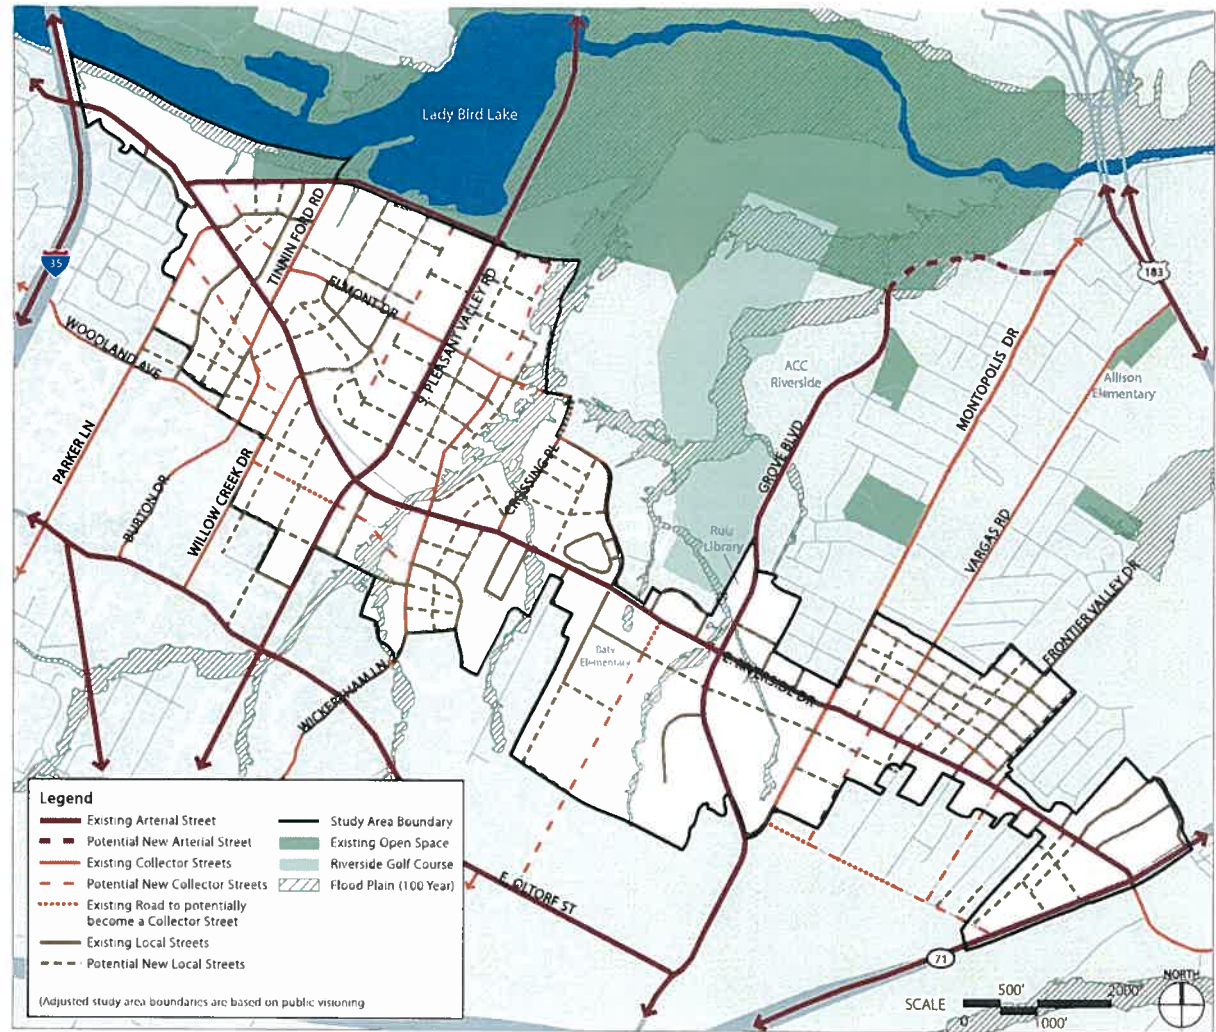 Lady Bird Lake
35
TINNIN FORD RD
ELMONT DR
S. PLEASANT VALLEY RD
WOODLAND AVE
PARKER LN
BURTON DR
WILLOW CREEK DR
CROSSING PL
WICKERSHAM LN
183
ACC
Riverside
MONTOPOLIS DR
Allison
Elementary
GROVE BLVD
Ruiz
Library
VARGAS RD
FRONTIER VALLEY DR
Baty
Elementary
E. RIVERSIDE DR
E. OLTORF ST
71
Legend
Existing Arterial Street
Potential New Arterial Street
Existing Collector Streets
Potential New Collector Streets
Existing Road to potentially
become a Collector Street
Existing Local Streets
Potential New Local Streets
Study Area Boundary
Existing Open Space
Riverside Golf Course
Flood Plain (100 Year)
(Adjusted study area boundaries are based on public visioning
NORTH
SCALE
500'
2000'
0
000'